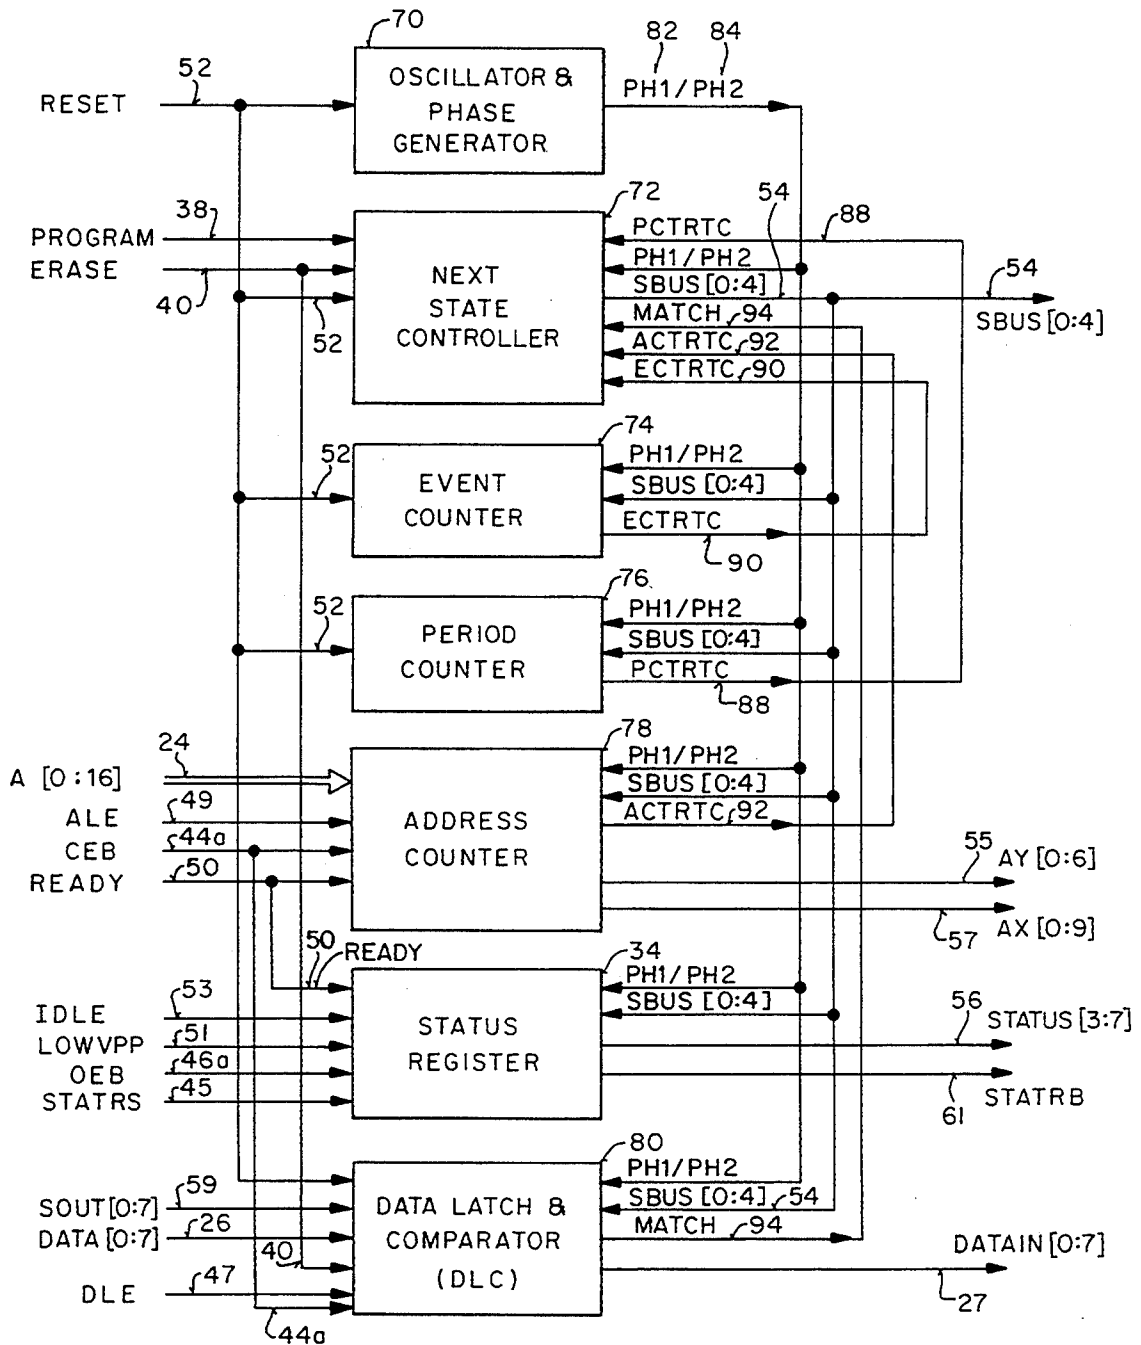 70
82 84
52
RESET
OSCILLATOR &
PHASE
GENERATOR
PH1/PH2
72
54
38
PROGRAM
ERASE
40
52
NEXT
STATE
CONTROLLER
PCTRTC
88
PH1/PH2
SBUS [0:4]
54
SBUS [0:4]
MATCH 94
ACTRTC 92
ECTRTC 90
74
52
EVENT
COUNTER
PH1/PH2
SBUS [0:4]
ECTRTC
90
76
52
PERIOD
COUNTER
PH1/PH2
SBUS [0:4]
PCTRTC
88
78
24
A [0:16]
49
ALE
44a
CEB
50
READY
ADDRESS
COUNTER
PH1/PH2
SBUS [0:4]
ACTRTC 92
55
AY [0:6]
57
AX [0:9]
34
50
READY
53
IDLE
51
LOWVPP
46a
OEB
45
STATRS
STATUS
REGISTER
PH1/PH2
SBUS [0:4]
56
STATUS [3:7]
61
STATRB
80
59
SOUT [0:7]
26
DATA [0:7]
40
47
DLE
44a
DATA LATCH &
COMPARATOR
(DLC)
PH1/PH2
SBUS [0:4] 54
MATCH 94
DATAIN [0:7]
27